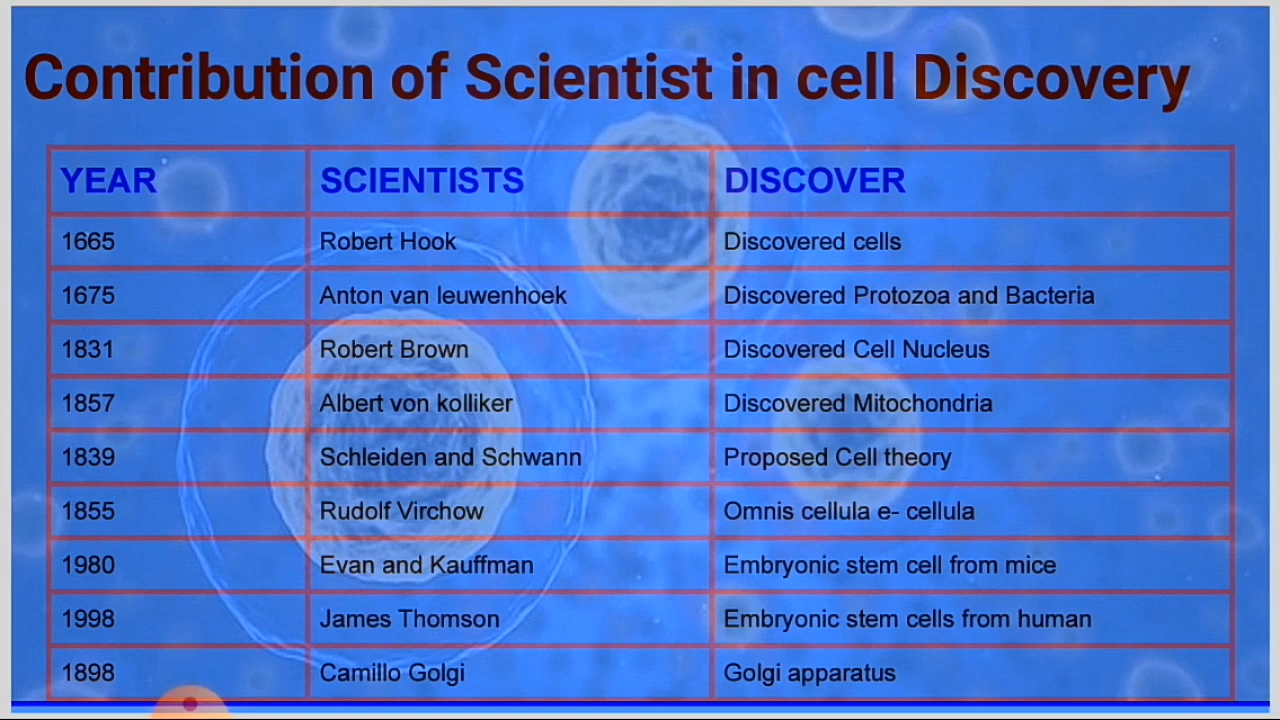 Contribution of Scientist in cell Discovery
YEAR SCIENTISTS DISCOVER
1665 Robert Hook Discovered cells
1675 Anton van leuwenhoek Discovered Protozoa and Bacteria
1831 Robert Brown Discovered Cell Nucleus
1857 Albert von kolliker Discovered Mitochondria
1839 Schleiden and Schwann Proposed Cell theory
1855 Rudolf Virchow Omnis cellula e- cellula
1980 Evan and Kauffman Embryonic stem cell from mice
1998 James Thomson Embryonic stem cells from human
1898 Camillo Golgi Golgi apparatus